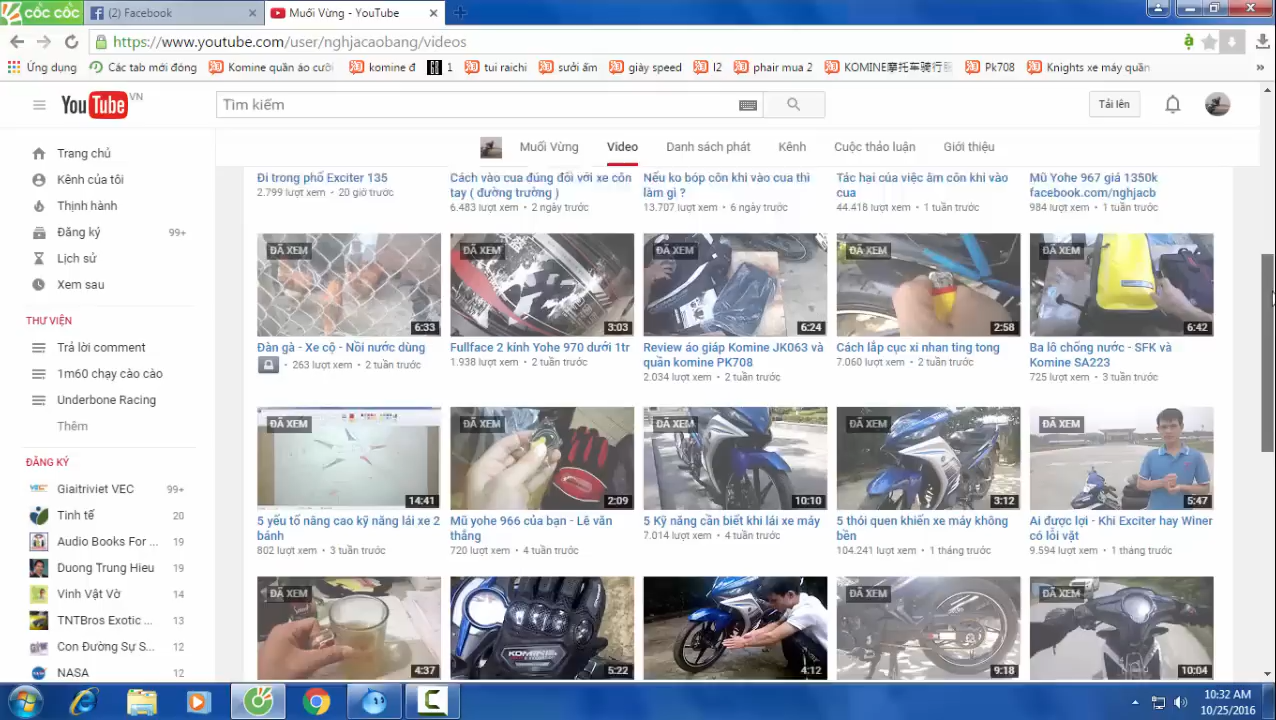 CỐC CỐC
(2) Facebook
Muối Vừng - YouTube
https://www.youtube.com/user/nghjacaobang/videos
Ứng dụng
Các tab mới đóng
Komine quần áo cưỡi
komine đ
1
tui raichi
sưởi ấm
giày speed
l2
phair mua 2
KOMINE摩托车骑行
Pk708
Knights xe máy quần
»
YouTube VN
Tìm kiếm
Tải lên
Muối Vừng
Video
Danh sách phát
Kênh
Cuộc thảo luận
Giới thiệu
Trang chủ
Kênh của tôi
Thịnh hành
Đăng ký 99+
Lịch sử
Xem sau
THƯ VIỆN
Trả lời comment
1m60 chạy cào cào
Underbone Racing
Thêm
ĐĂNG KÝ
Giaitriviet VEC 99+
Tinh tế 20
Audio Books For ... 19
Duong Trung Hieu 19
Vinh Vật Vờ 14
TNTBros Exotic ... 13
Con Đường Sự S... 12
NASA 12
Đi trong phố Exciter 135
2.799 lượt xem • 20 giờ trước
Cách vào cua đúng đối với xe côn
tay ( đường trường )
6.483 lượt xem • 2 ngày trước
Nếu ko bóp côn khi vào cua thì
làm gì ?
13.707 lượt xem • 6 ngày trước
Tác hại của việc âm côn khi vào
cua
44.418 lượt xem • 1 tuần trước
Mũ Yohe 967 giá 1350k
facebook.com/nghjacb
984 lượt xem • 1 tuần trước
ĐÃ XEM
6:33
Đàn gà - Xe cộ - Nồi nước dùng
• 263 lượt xem • 2 tuần trước
ĐÃ XEM
3:03
Fullface 2 kính Yohe 970 dưới 1tr
1.938 lượt xem • 2 tuần trước
ĐÃ XEM
6:24
Review áo giáp Komine JK063 và
quần komine PK708
2.034 lượt xem • 2 tuần trước
ĐÃ XEM
2:58
Cách lắp cục xi nhan ting tong
7.060 lượt xem • 2 tuần trước
ĐÃ XEM
6:42
Ba lô chống nước - SFK và
Komine SA223
725 lượt xem • 3 tuần trước
ĐÃ XEM
14:41
5 yếu tố nâng cao kỹ năng lái xe 2
bánh
802 lượt xem • 3 tuần trước
ĐÃ XEM
2:09
Mũ yohe 966 của bạn - Lê văn
thắng
720 lượt xem • 4 tuần trước
ĐÃ XEM
10:10
5 Kỹ năng cần biết khi lái xe máy
7.014 lượt xem • 4 tuần trước
ĐÃ XEM
3:12
5 thói quen khiến xe máy không
bền
104.241 lượt xem • 1 tháng trước
ĐÃ XEM
5:47
Ai được lợi - Khi Exciter hay Winer
có lỗi vặt
9.594 lượt xem • 1 tháng trước
ĐÃ XEM
4:37
KOMINE
5:22
4:12
ĐÃ XEM
9:18
ĐÃ XEM
10:04
10:32 AM
10/25/2016